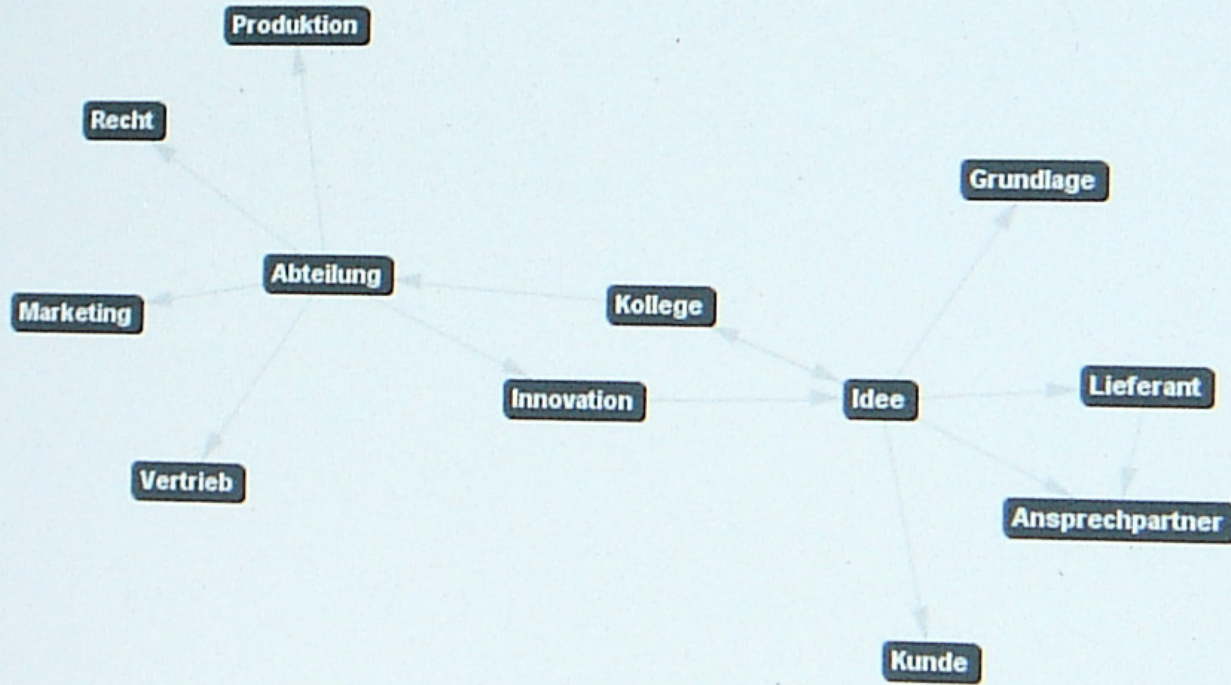 Produktion
Recht
Grundlage
Abteilung
Kollege
Marketing
Innovation
Idee
Lieferant
Vertrieb
Ansprechpartner
Kunde